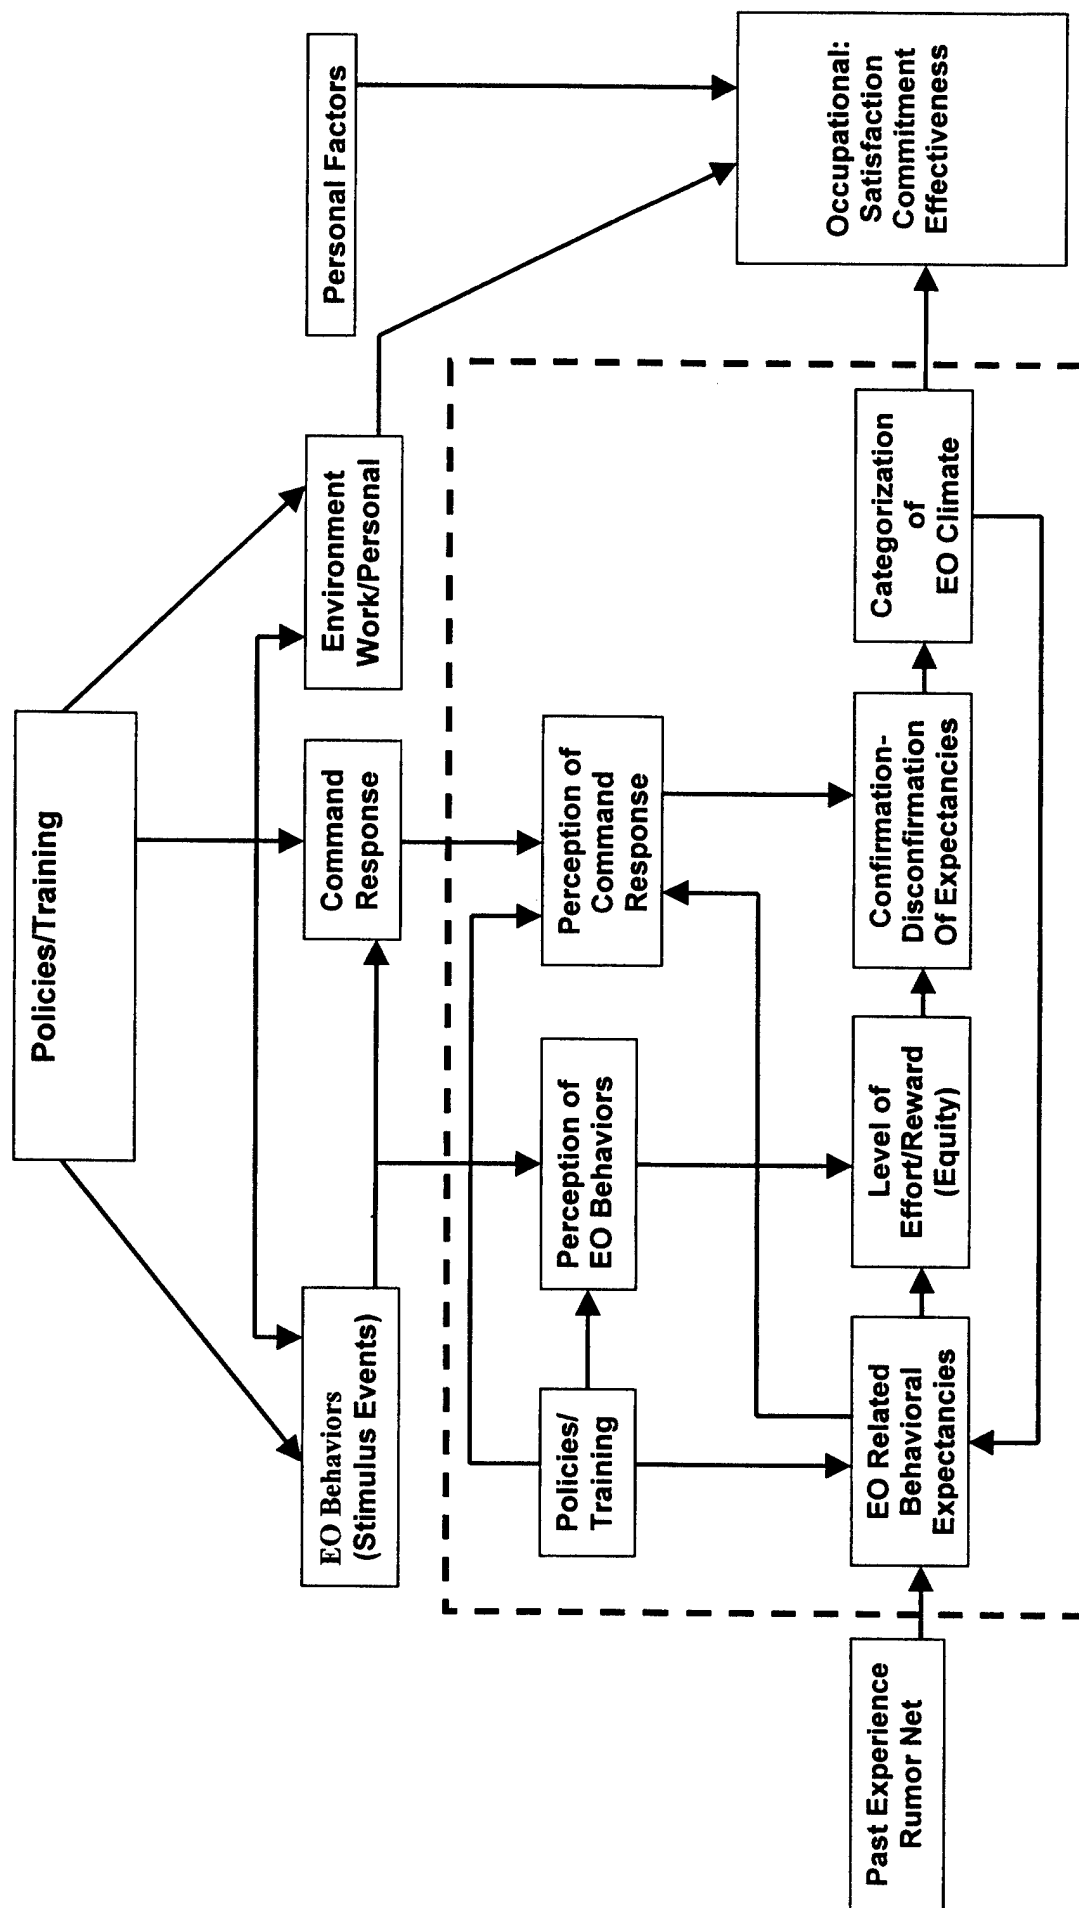 Policies/Training
EO Behaviors
(Stimulus Events)
Command
Response
Environment
Work/Personal
Personal Factors
Policies/
Training
Perception of
EO Behaviors
Perception of
Command
Response
Past Experience
Rumor Net
EO Related
Behavioral
Expectancies
Level of
Effort/Reward
(Equity)
Confirmation-
Disconfirmation
Of Expectancies
Categorization
of
EO Climate
Occupational:
Satisfaction
Commitment
Effectiveness